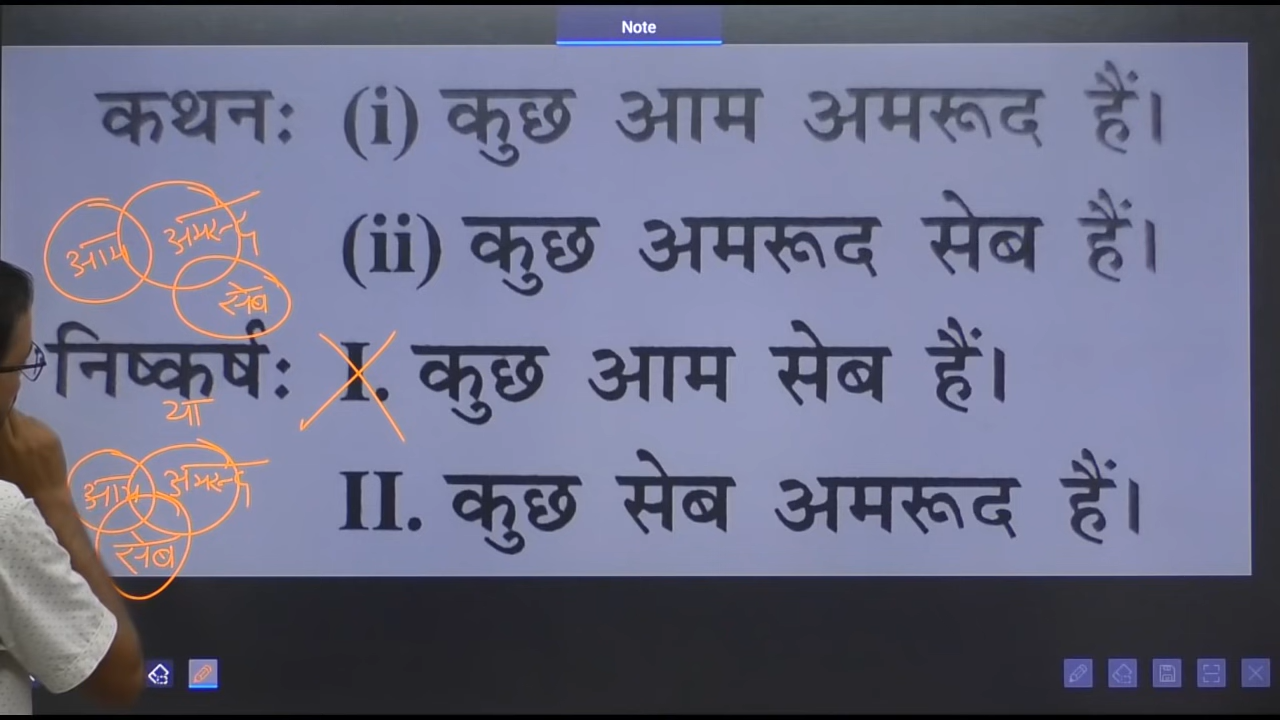 Note
कथनः (i) कुछ आम अमरूद हैं।
आम अमरूद
(ii) कुछ अमरूद सेब हैं।
सेब
निष्कर्षः I. कुछ आम सेब हैं।
या
आम अमरूद
II. कुछ सेब अमरूद हैं।
सेब